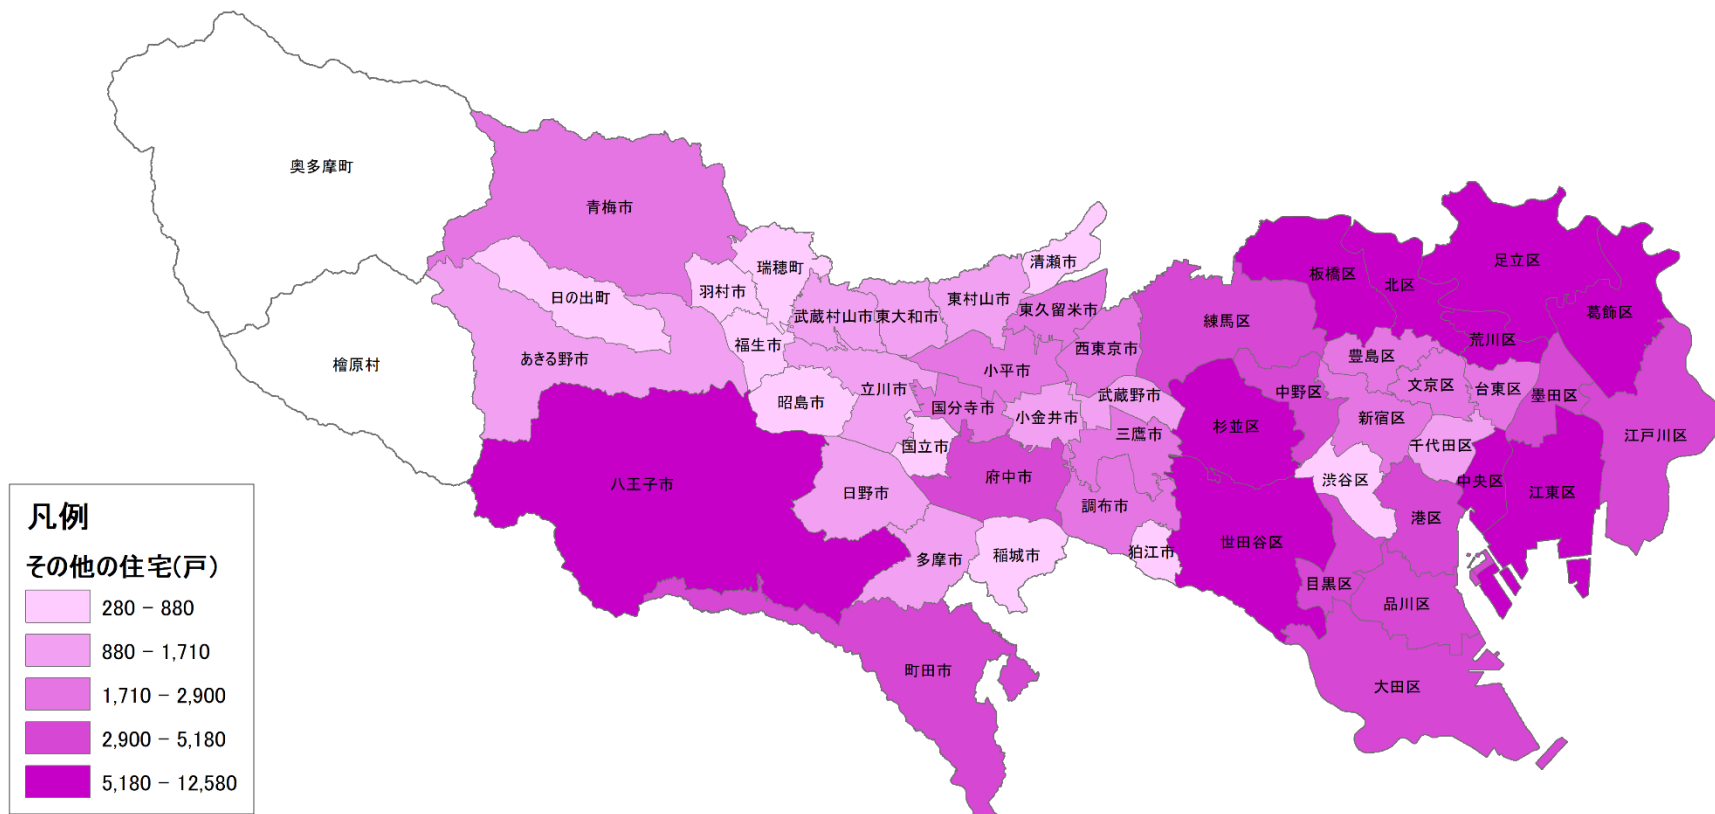 奥多摩町
檜原村
青梅市
日の出町
あきる野市
羽村市
瑞穂町
福生市
昭島市
武蔵村山市
東大和市
東村山市
清瀬市
東久留米市
西東京市
小平市
立川市
国分寺市
小金井市
武蔵野市
三鷹市
国立市
府中市
調布市
狛江市
日野市
多摩市
稲城市
八王子市
町田市
板橋区
北区
足立区
葛飾区
荒川区
練馬区
豊島区
文京区
台東区
墨田区
江戸川区
中野区
杉並区
新宿区
千代田区
渋谷区
中央区
江東区
港区
世田谷区
目黒区
品川区
大田区
凡例
その他の住宅(戸)
280 − 880
880 − 1,710
1,710 − 2,900
2,900 − 5,180
5,180 − 12,580